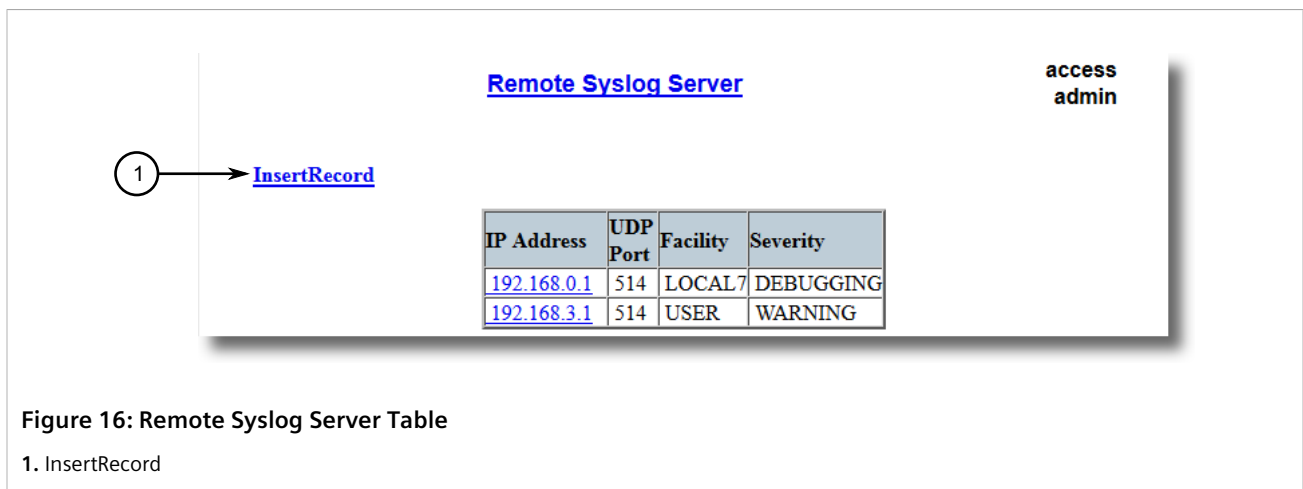 Remote Syslog Server
access
admin
1
InsertRecord
IP Address UDP Port Facility Severity
192.168.0.1 514 LOCAL7 DEBUGGING
192.168.3.1 514 USER WARNING
Figure 16: Remote Syslog Server Table
1. InsertRecord